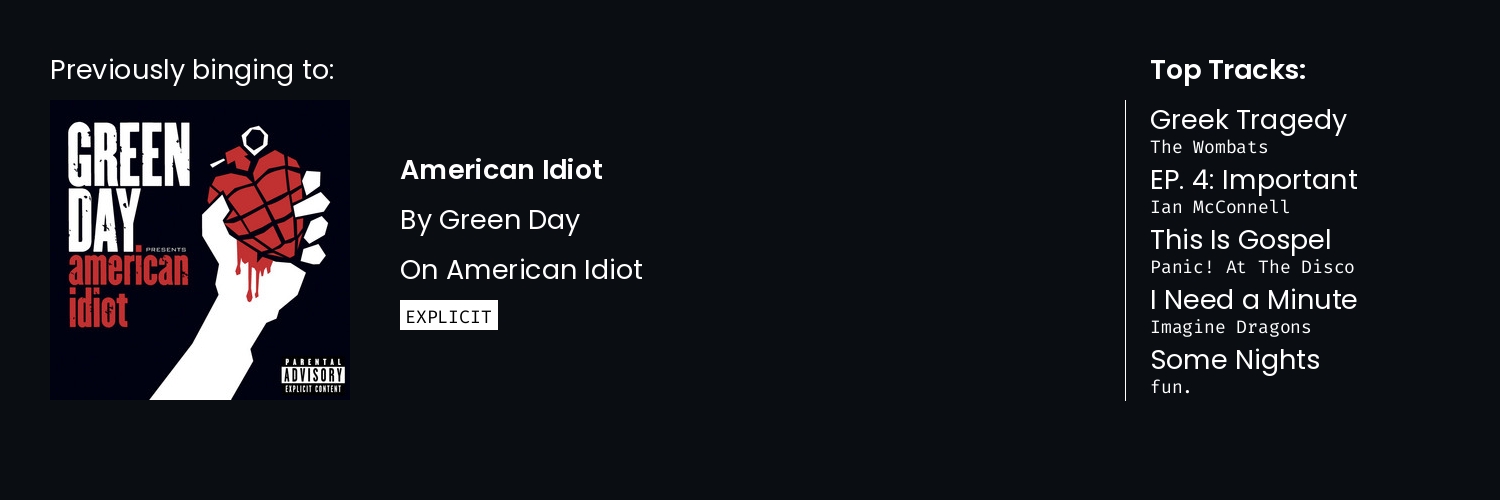 Previously binging to:
GREEN
DAY
PRESENTS
american
idiot
PARENTAL
ADVISORY
EXPLICIT CONTENT
American Idiot
By Green Day
On American Idiot
EXPLICIT
Top Tracks:
Greek Tragedy
The Wombats
EP. 4: Important
Ian McConnell
This Is Gospel
Panic! At The Disco
I Need a Minute
Imagine Dragons
Some Nights
fun.